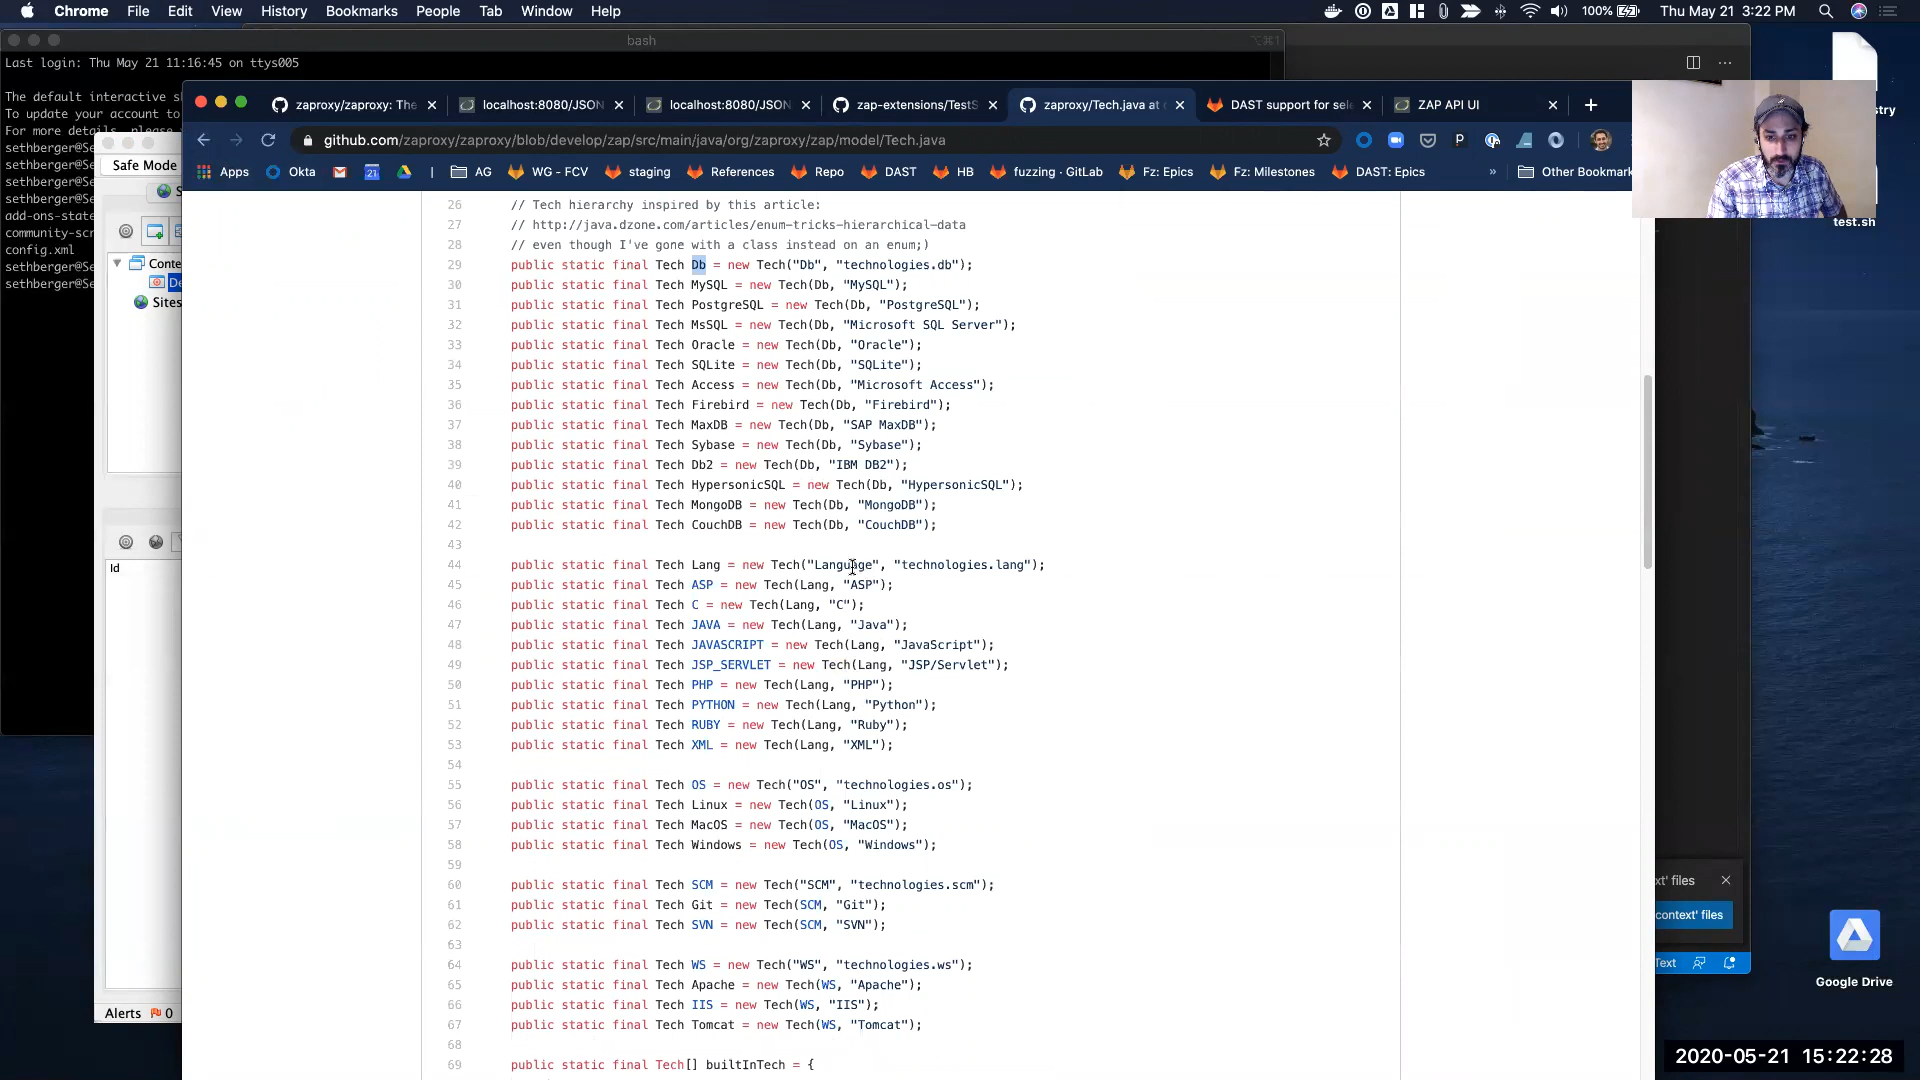 Chrome File Edit View History Bookmarks People Tab Window Help 100% Thu May 21 3:22 PM
bash ⌥⌘1
Last login: Thu May 21 11:16:45 on ttys005
The default interactive s
To update your account to
For more details, please
sethberger@Se
sethberger@Se
sethberger@Se
add-ons-state
community-scr
config.xml
sethberger@Se
sethberger@Se
Safe Mode
Conte
De
Sites
Id
Alerts 0
zaproxy/zaproxy: The
localhost:8080/JSON
localhost:8080/JSON
zap-extensions/TestS
zaproxy/Tech.java at
DAST support for sele
ZAP API UI
github.com/zaproxy/zaproxy/blob/develop/zap/src/main/java/org/zaproxy/zap/model/Tech.java
Apps Okta 21 | AG WG - FCV staging References Repo DAST HB fuzzing · GitLab Fz: Epics Fz: Milestones DAST: Epics » Other Bookmark
26 // Tech hierarchy inspired by this article:
27 // http://java.dzone.com/articles/enum-tricks-hierarchical-data
28 // even though I've gone with a class instead on an enum;)
29 public static final Tech Db = new Tech("Db", "technologies.db");
30 public static final Tech MySQL = new Tech(Db, "MySQL");
31 public static final Tech PostgreSQL = new Tech(Db, "PostgreSQL");
32 public static final Tech MsSQL = new Tech(Db, "Microsoft SQL Server");
33 public static final Tech Oracle = new Tech(Db, "Oracle");
34 public static final Tech SQLite = new Tech(Db, "SQLite");
35 public static final Tech Access = new Tech(Db, "Microsoft Access");
36 public static final Tech Firebird = new Tech(Db, "Firebird");
37 public static final Tech MaxDB = new Tech(Db, "SAP MaxDB");
38 public static final Tech Sybase = new Tech(Db, "Sybase");
39 public static final Tech Db2 = new Tech(Db, "IBM DB2");
40 public static final Tech HypersonicSQL = new Tech(Db, "HypersonicSQL");
41 public static final Tech MongoDB = new Tech(Db, "MongoDB");
42 public static final Tech CouchDB = new Tech(Db, "CouchDB");
43
44 public static final Tech Lang = new Tech("Language", "technologies.lang");
45 public static final Tech ASP = new Tech(Lang, "ASP");
46 public static final Tech C = new Tech(Lang, "C");
47 public static final Tech JAVA = new Tech(Lang, "Java");
48 public static final Tech JAVASCRIPT = new Tech(Lang, "JavaScript");
49 public static final Tech JSP_SERVLET = new Tech(Lang, "JSP/Servlet");
50 public static final Tech PHP = new Tech(Lang, "PHP");
51 public static final Tech PYTHON = new Tech(Lang, "Python");
52 public static final Tech RUBY = new Tech(Lang, "Ruby");
53 public static final Tech XML = new Tech(Lang, "XML");
54
55 public static final Tech OS = new Tech("OS", "technologies.os");
56 public static final Tech Linux = new Tech(OS, "Linux");
57 public static final Tech MacOS = new Tech(OS, "MacOS");
58 public static final Tech Windows = new Tech(OS, "Windows");
59
60 public static final Tech SCM = new Tech("SCM", "technologies.scm");
61 public static final Tech Git = new Tech(SCM, "Git");
62 public static final Tech SVN = new Tech(SCM, "SVN");
63
64 public static final Tech WS = new Tech("WS", "technologies.ws");
65 public static final Tech Apache = new Tech(WS, "Apache");
66 public static final Tech IIS = new Tech(WS, "IIS");
67 public static final Tech Tomcat = new Tech(WS, "Tomcat");
68
69 public static final Tech[] builtInTech = {
stry
test.sh
xt' files
context' files
Text
Google Drive
2020-05-21 15:22:28